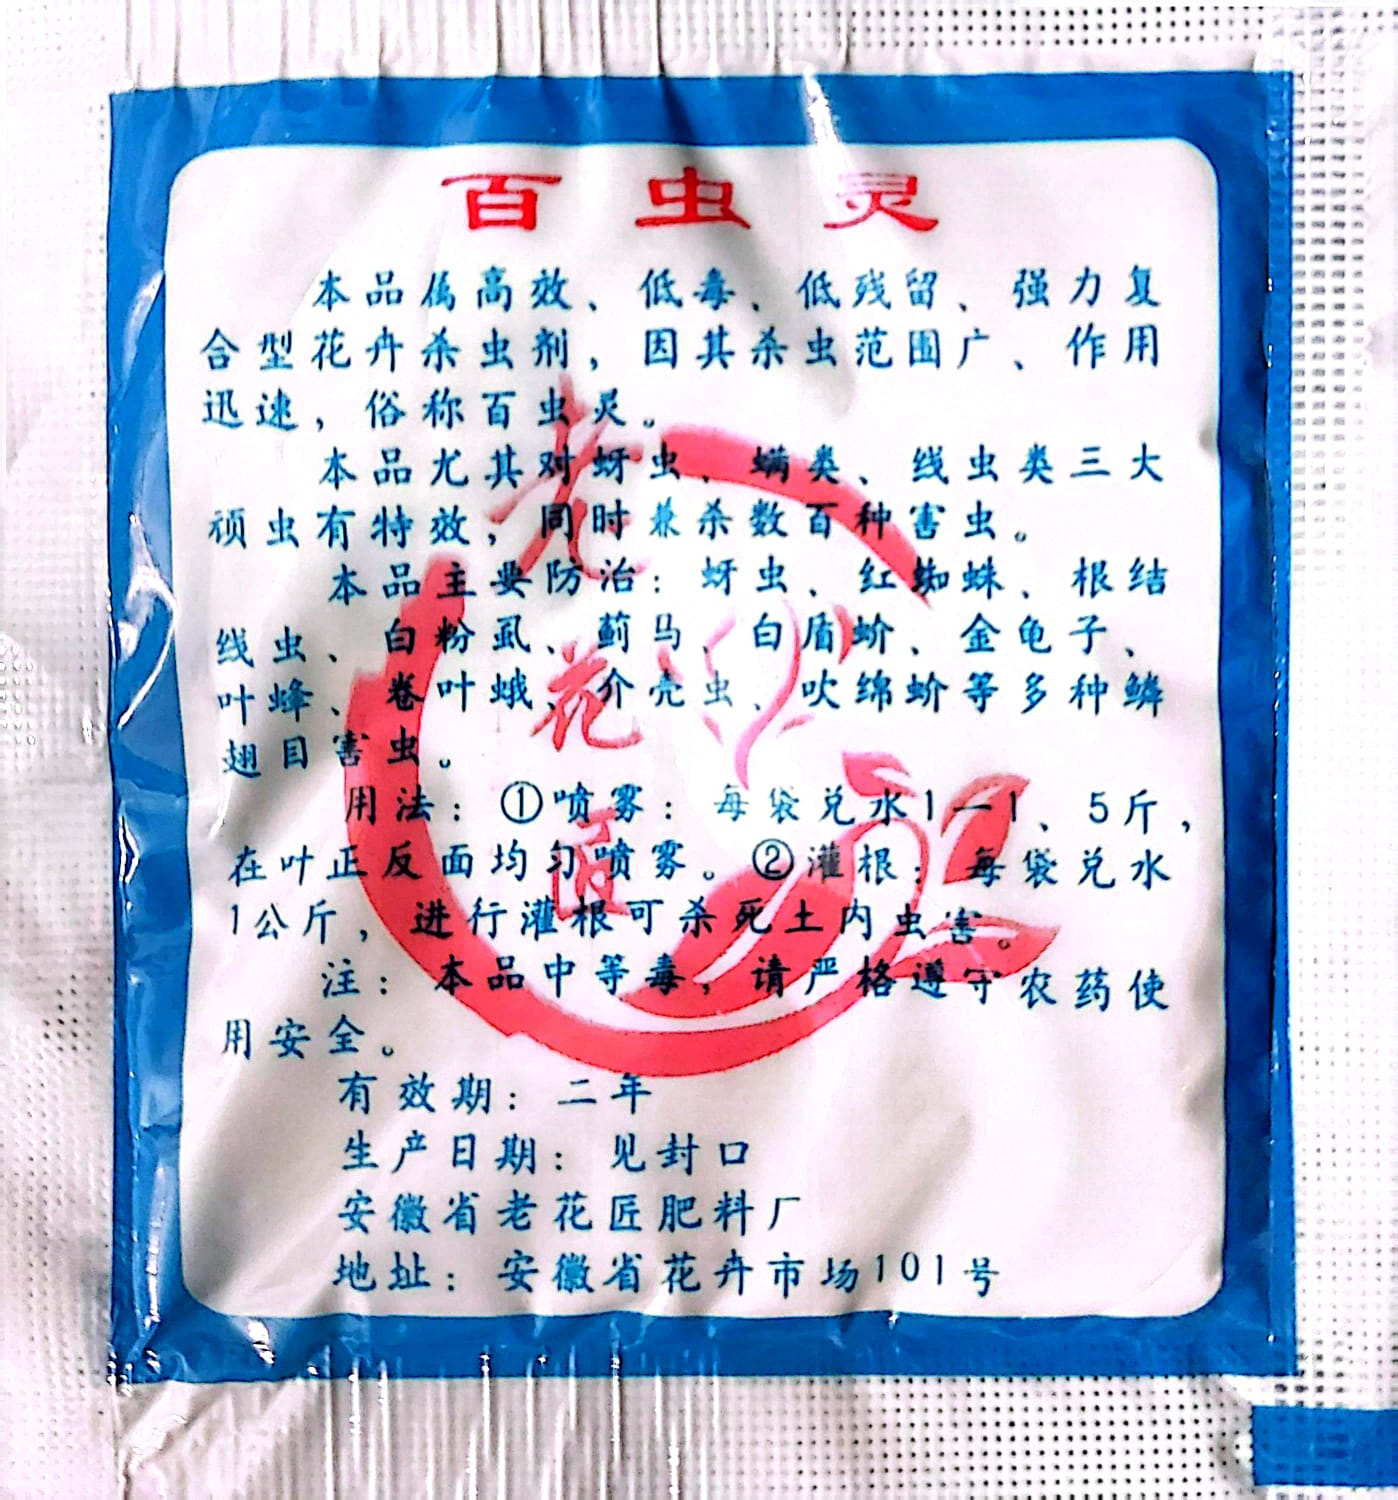 百虫灵
本品属高效、低毒、低残留、强力复
合型花卉杀虫剂，因其杀虫范围广、作用
迅速，俗称百虫灵。
本品尤其对蚜虫、螨类、线虫类三大
顽虫有特效，同时兼杀数百种害虫。
本品主要防治：蚜虫、红蜘蛛、根结
线虫、白粉虱、蓟马、白盾蚧、金龟子、
叶蜂、卷叶蛾、介壳虫、吹绵蚧等多种鳞
翅目害虫。
用法：①喷雾：每袋兑水1—1、5斤，
在叶正反面均匀喷雾。②灌根：每袋兑水
1公斤，进行灌根可杀死土内虫害。
注：本品中等毒，请严格遵守农药使
用安全。
有效期：二年
生产日期：见封口
安徽省老花匠肥料厂
地址：安徽省花卉市场101号
老
花
匠